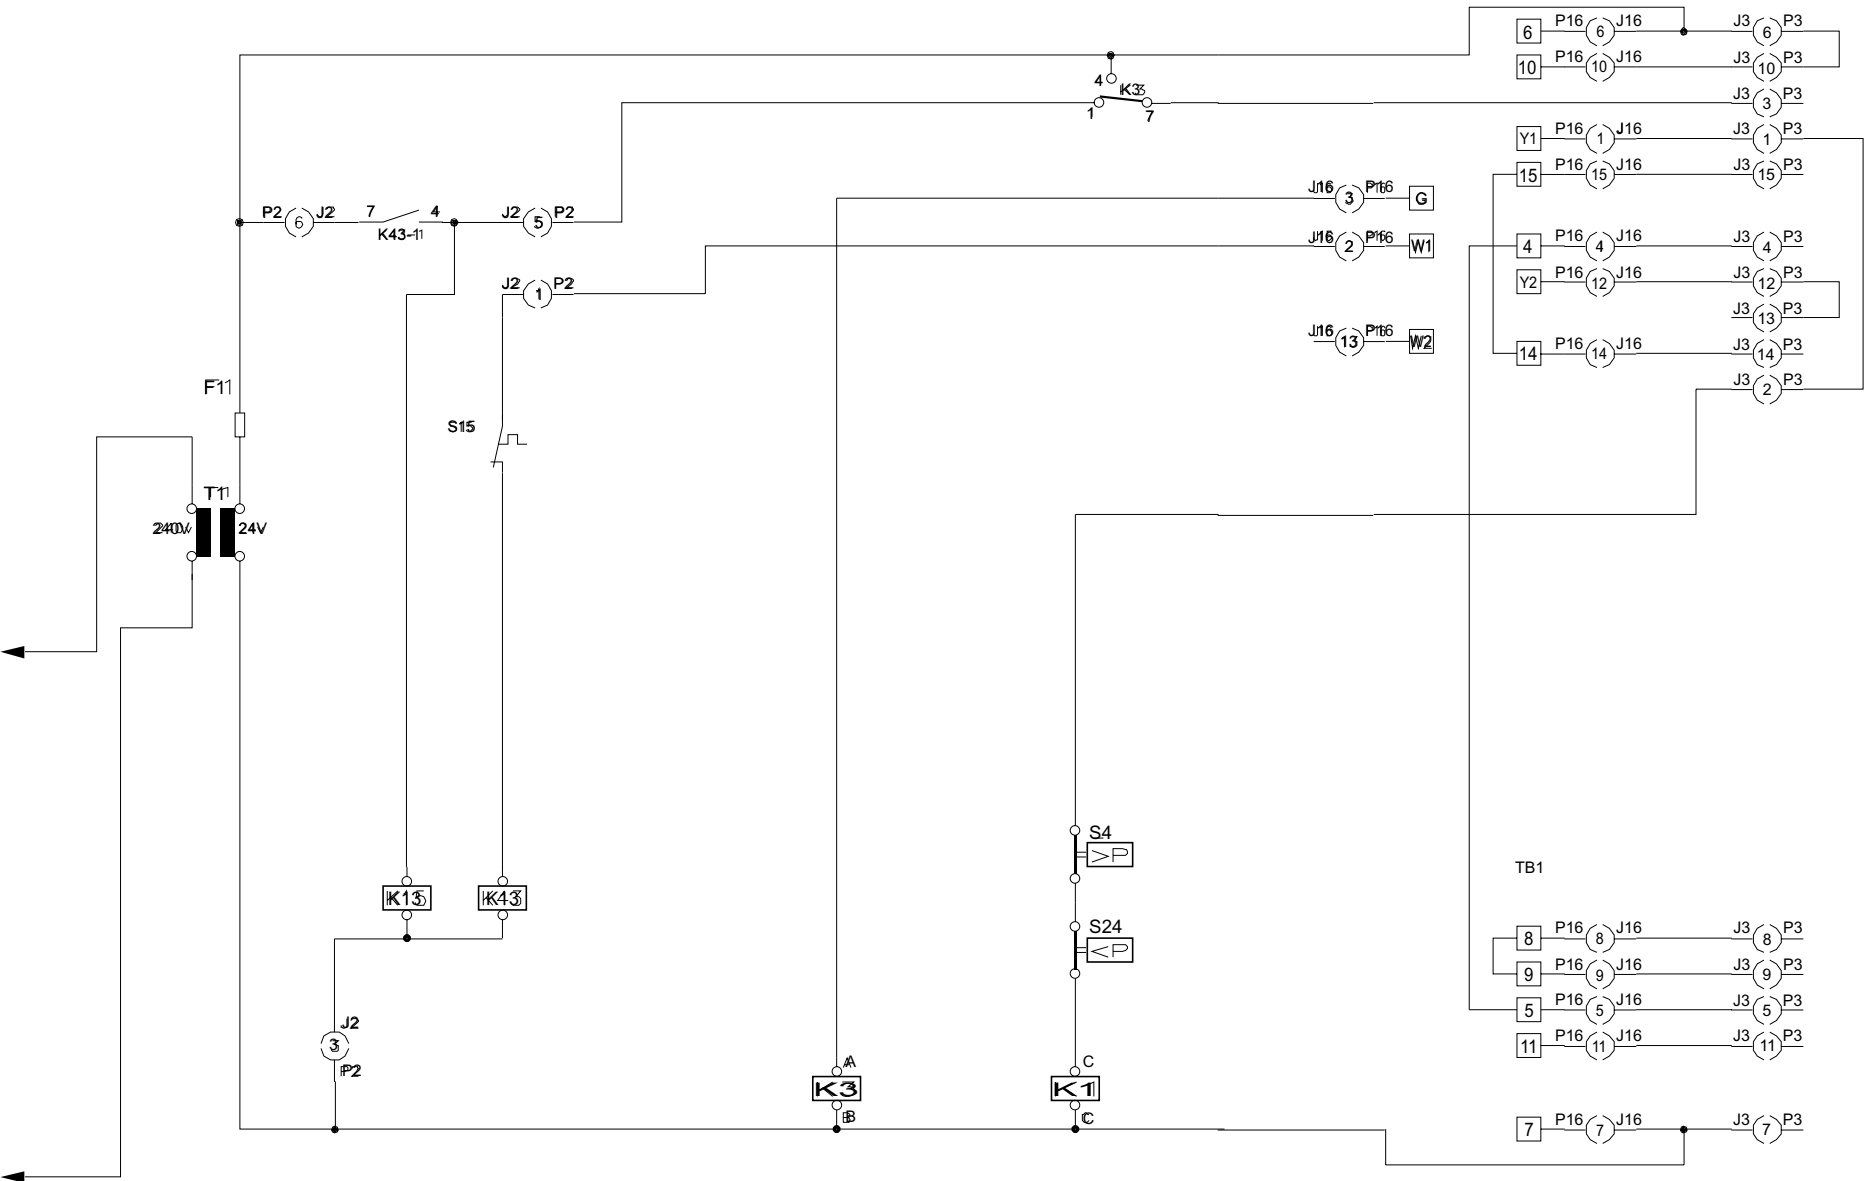 6 P16 6 J16 J3 6 P3
10 P16 10 J16 J3 10 P3
4 K3
1 7 J3 3 P3
Y1 P16 1 J16 J3 1 P3
15 P16 15 J16 J3 15 P3
J16 3 P16 G
P2 6 J2 7 4 J2 5 P2
K43-1
J16 2 P16 W1
4 P16 4 J16 J3 4 P3
J2 1 P2
Y2 P16 12 J16 J3 12 P3
J3 13 P3
J16 13 P16 W2
14 P16 14 J16 J3 14 P3
F11
J3 2 P3
S15
T11
240V 24V
S4
>P
TB1
K43
S24
<P
8 P16 8 J16 J3 8 P3
9 P16 9 J16 J3 9 P3
5 P16 5 J16 J3 5 P3
J2
3
P2
11 P16 11 J16 J3 11 P3
A C
K3 K1
B C
7 P16 7 J16 J3 7 P3